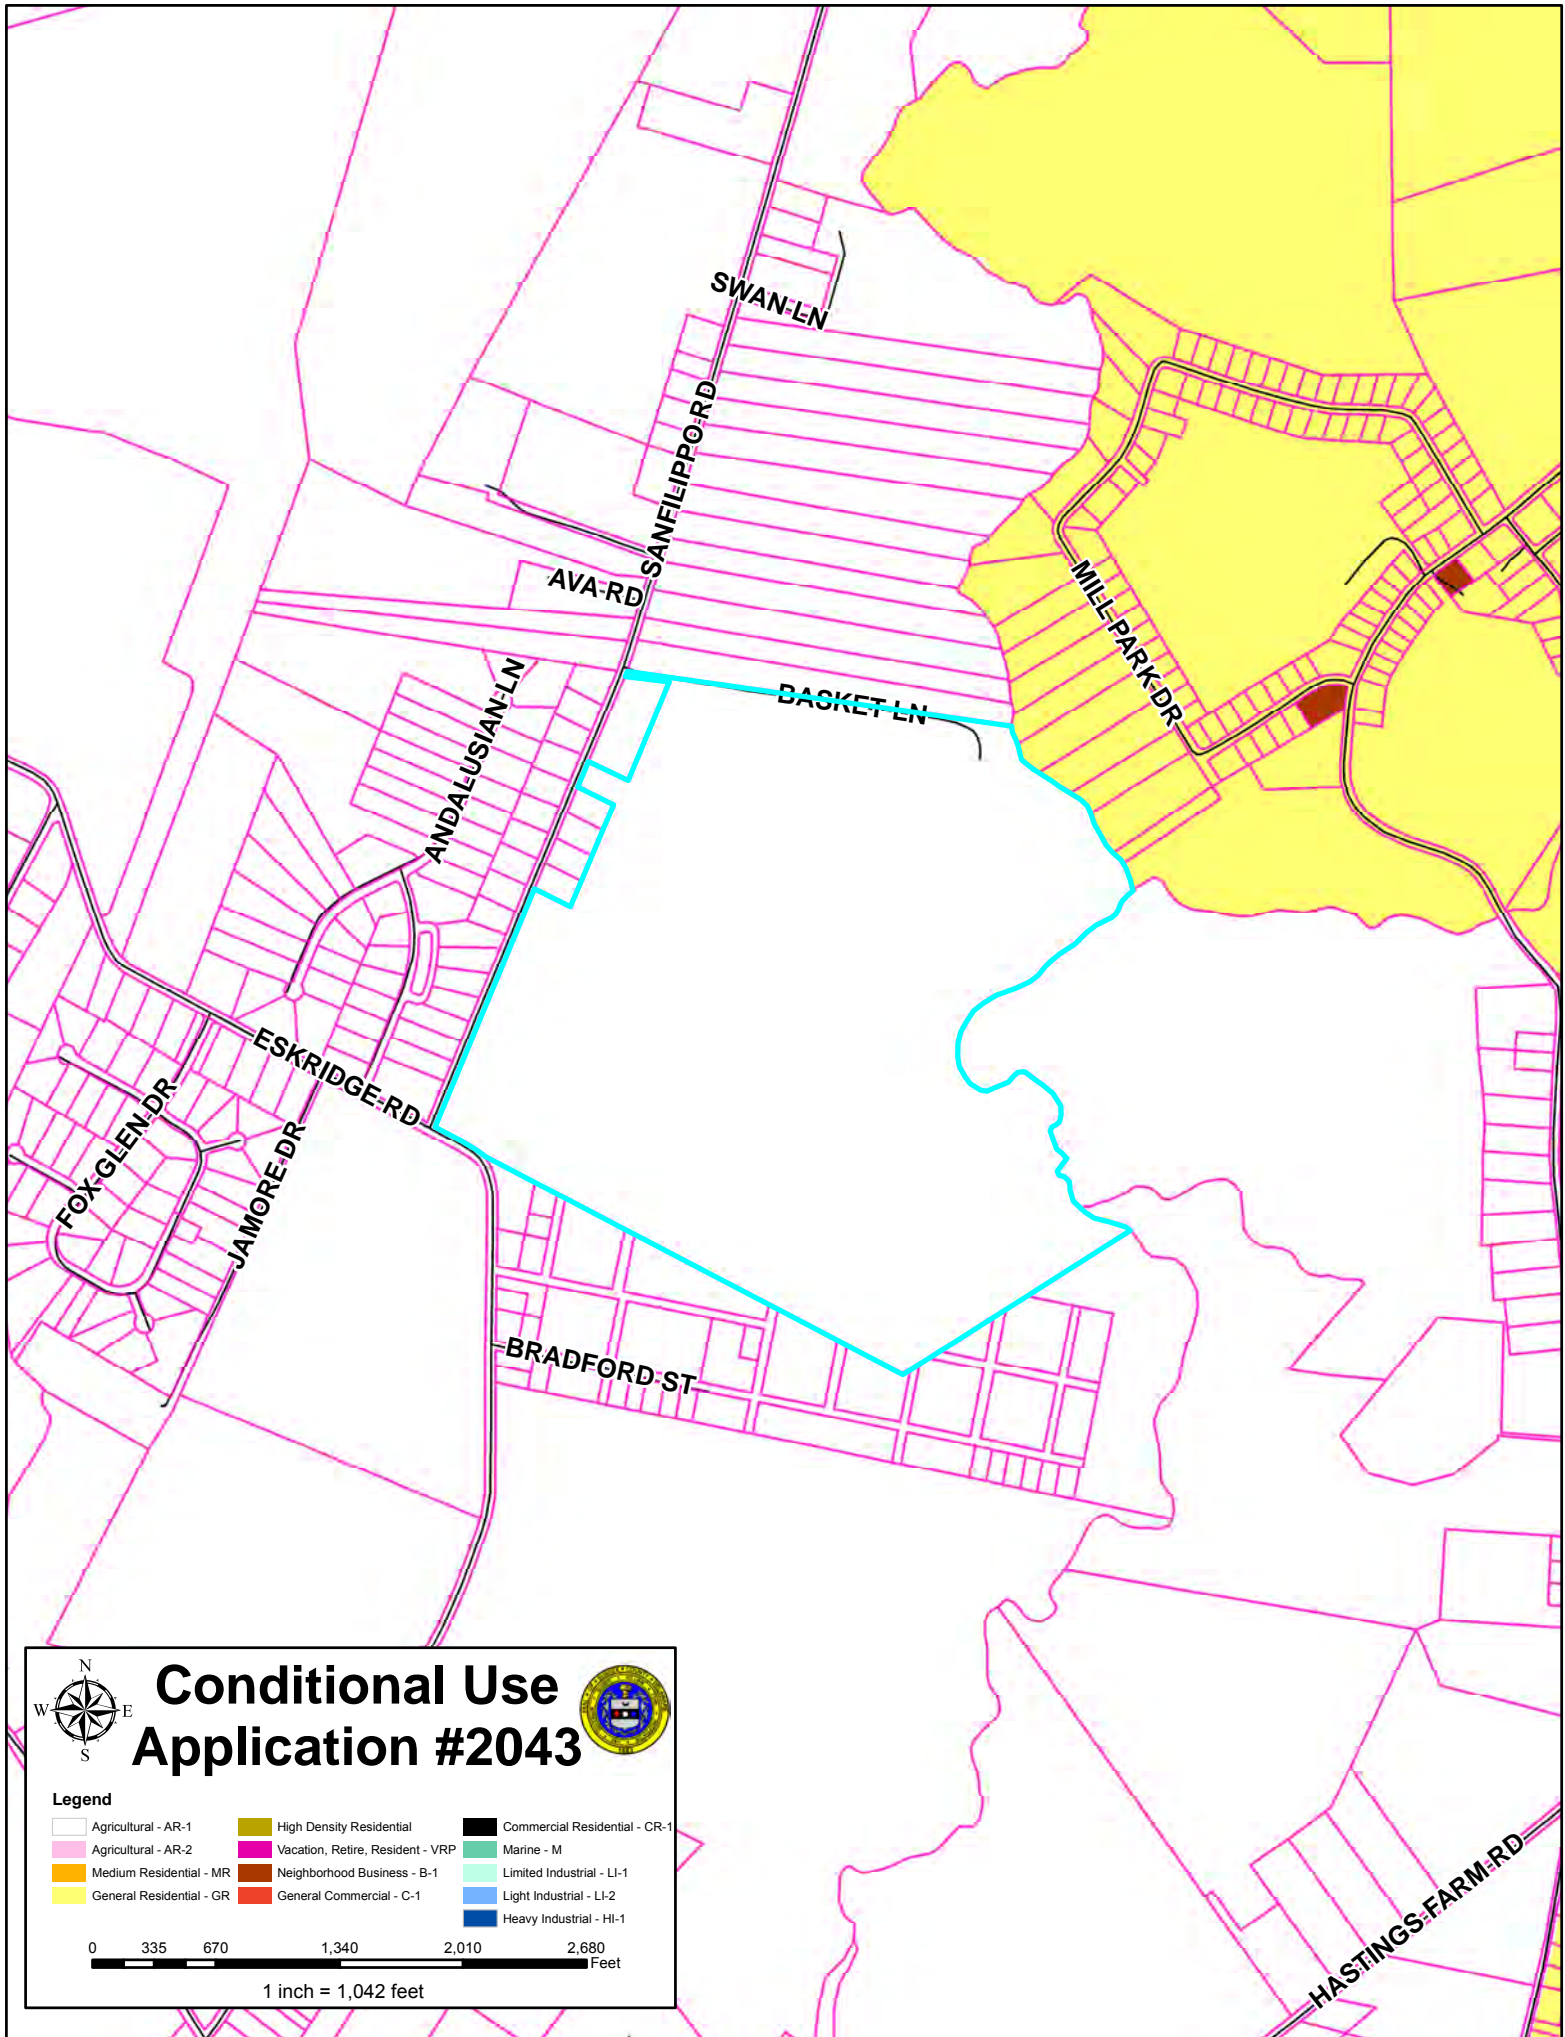 SWAN LN
SANFILIPPO RD
AVA RD
MILL PARK DR
BASKET LN
ANDALUSIAN LN
ESKRIDGE RD
FOX GLEN DR
JAMORE DR
BRADFORD ST
HASTINGS FARM RD
N
W E
S
Conditional Use
Application #2043
Legend
Agricultural - AR-1
Agricultural - AR-2
Medium Residential - MR
General Residential - GR
High Density Residential
Vacation, Retire, Resident - VRP
Neighborhood Business - B-1
General Commercial - C-1
Commercial Residential - CR-1
Marine - M
Limited Industrial - LI-1
Light Industrial - LI-2
Heavy Industrial - HI-1
0 335 670 1,340 2,010 2,680
Feet
1 inch = 1,042 feet